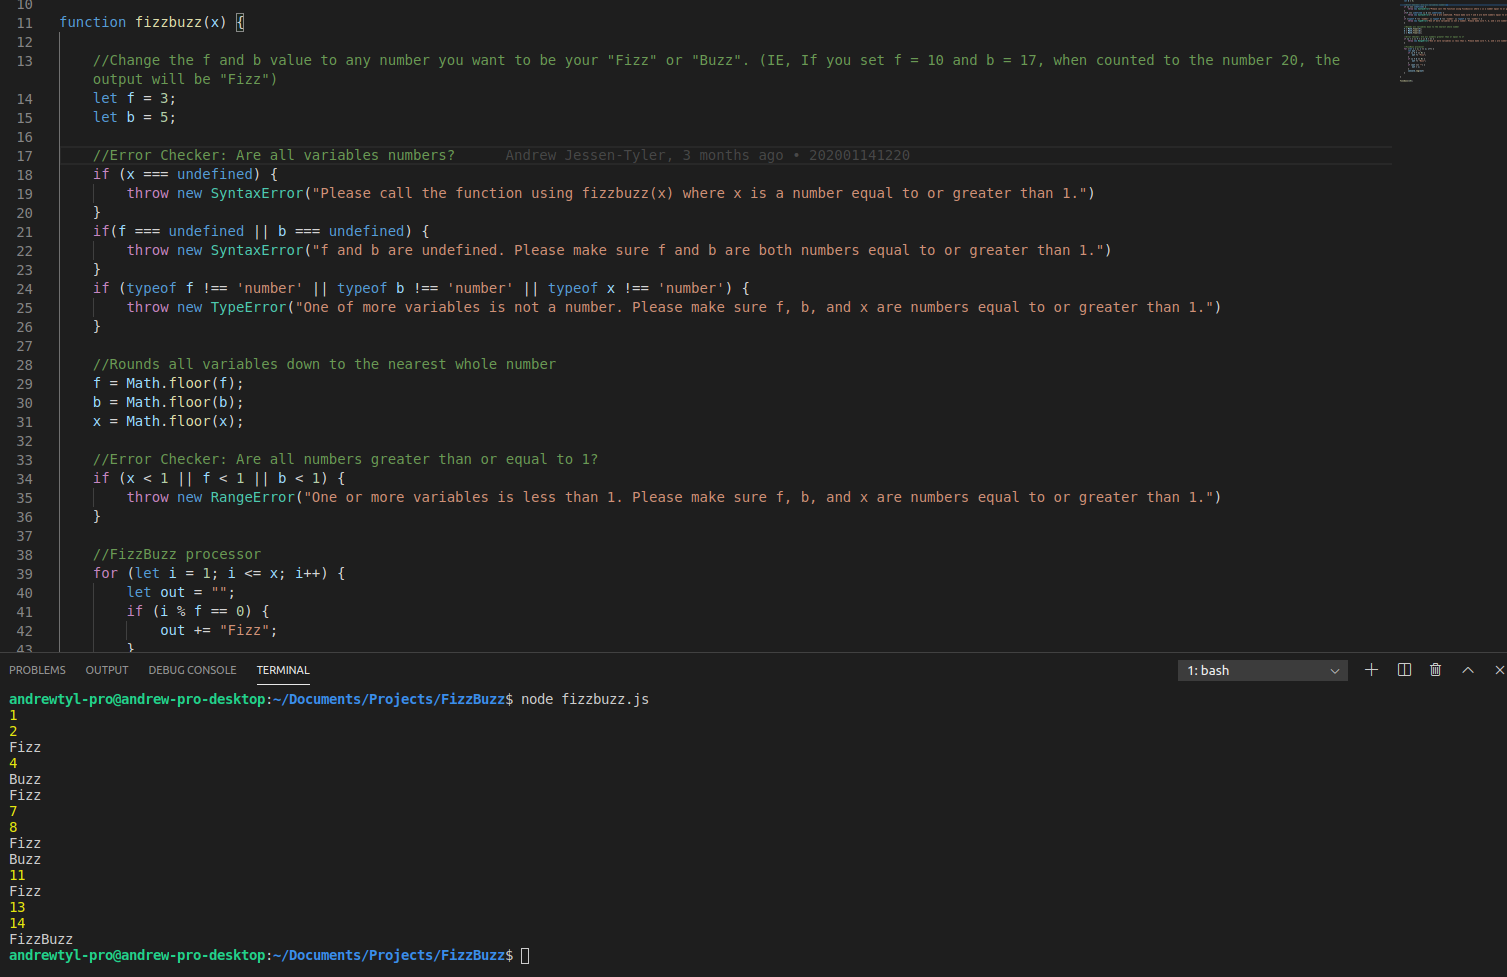 10
11 function fizzbuzz(x) {
12
13 //Change the f and b value to any number you want to be your "Fizz" or "Buzz". (IE, If you set f = 10 and b = 17, when counted to the number 20, the
output will be "Fizz")
14 let f = 3;
15 let b = 5;
16
17 //Error Checker: Are all variables numbers? Andrew Jessen-Tyler, 3 months ago • 202001141220
18 if (x === undefined) {
19 throw new SyntaxError("Please call the function using fizzbuzz(x) where x is a number equal to or greater than 1.")
20 }
21 if(f === undefined || b === undefined) {
22 throw new SyntaxError("f and b are undefined. Please make sure f and b are both numbers equal to or greater than 1.")
23 }
24 if (typeof f !== 'number' || typeof b !== 'number' || typeof x !== 'number') {
25 throw new TypeError("One of more variables is not a number. Please make sure f, b, and x are numbers equal to or greater than 1.")
26 }
27
28 //Rounds all variables down to the nearest whole number
29 f = Math.floor(f);
30 b = Math.floor(b);
31 x = Math.floor(x);
32
33 //Error Checker: Are all numbers greater than or equal to 1?
34 if (x < 1 || f < 1 || b < 1) {
35 throw new RangeError("One or more variables is less than 1. Please make sure f, b, and x are numbers equal to or greater than 1.")
36 }
37
38 //FizzBuzz processor
39 for (let i = 1; i <= x; i++) {
40 let out = "";
41 if (i % f == 0) {
42 out += "Fizz";
43 }
PROBLEMS OUTPUT DEBUG CONSOLE TERMINAL 1: bash
andrewtyl-pro@andrew-pro-desktop:~/Documents/Projects/FizzBuzz$ node fizzbuzz.js
1
2
Fizz
4
Buzz
Fizz
7
8
Fizz
Buzz
11
Fizz
13
14
FizzBuzz
andrewtyl-pro@andrew-pro-desktop:~/Documents/Projects/FizzBuzz$